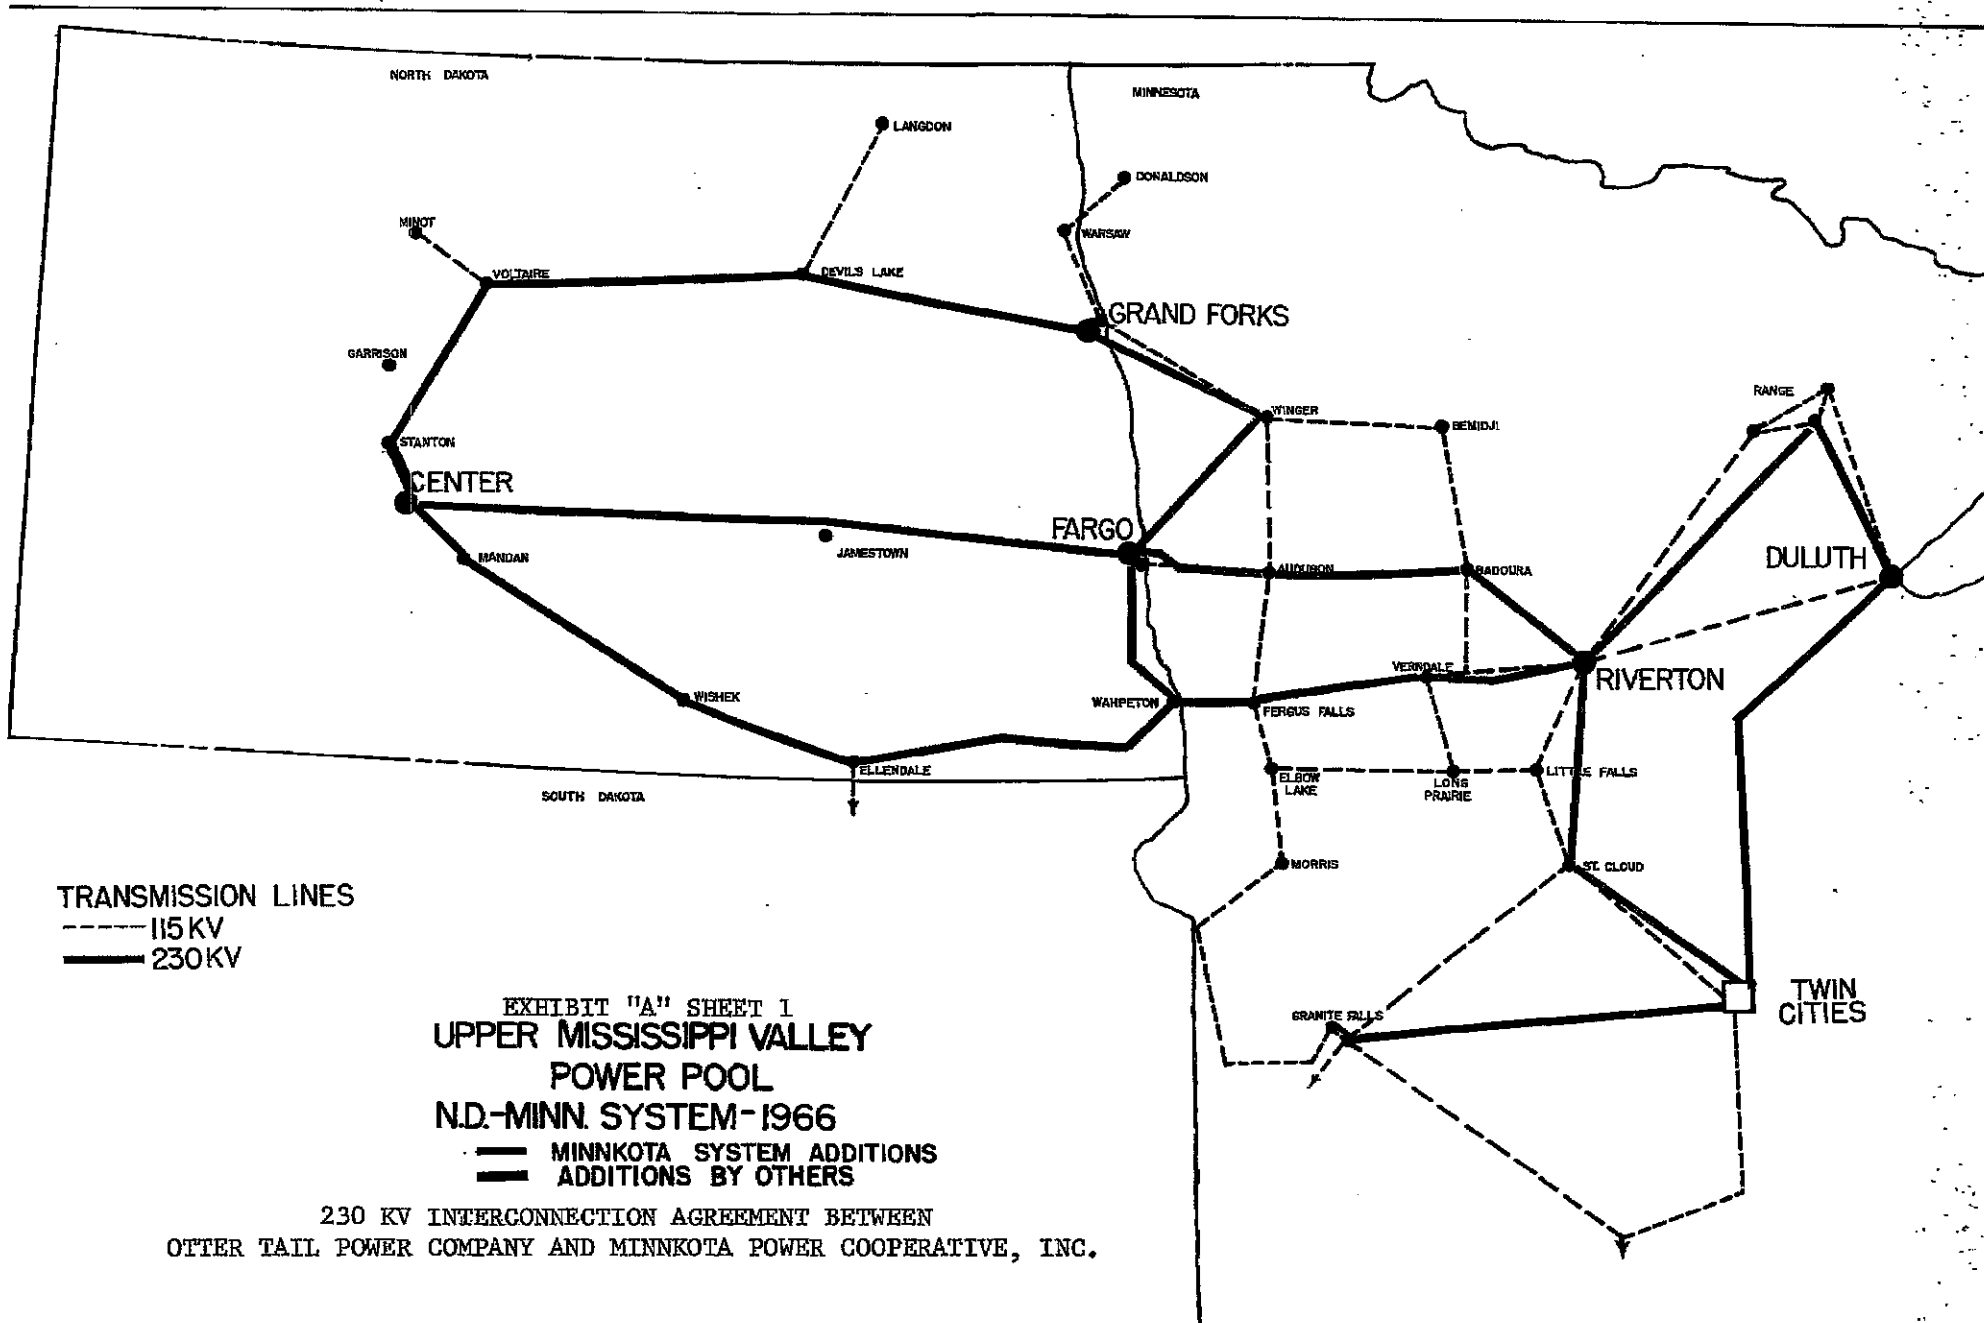 NORTH DAKOTA
MINNESOTA
LANGDON
DONALDSON
MINOT
WARSAW
VOLTAIRE
DEVILS LAKE
GRAND FORKS
GARRISON
WINGER
BEMIDJI
RANGE
STANTON
CENTER
FARGO
MANDAN
JAMESTOWN
AUDUBON
BADOURA
DULUTH
VERNDALE
RIVERTON
WISHEK
WAHPETON
FERGUS FALLS
ELLENDALE
ELBOW
LAKE
LONG
PRAIRIE
LITTLE FALLS
SOUTH DAKOTA
MORRIS
ST. CLOUD
TRANSMISSION LINES
115 KV
230 KV
TWIN
CITIES
GRANITE FALLS
EXHIBIT "A" SHEET 1
UPPER MISSISSIPPI VALLEY
POWER POOL
N.D.-MINN. SYSTEM-1966
MINNKOTA SYSTEM ADDITIONS
ADDITIONS BY OTHERS
230 KV INTERCONNECTION AGREEMENT BETWEEN
OTTER TAIL POWER COMPANY AND MINNKOTA POWER COOPERATIVE, INC.